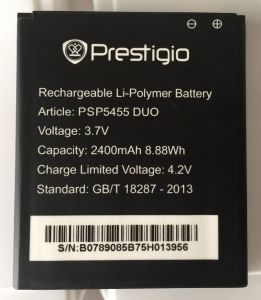 Prestigio
Rechargeable Li-Polymer Battery
Article: PSP5455 DUO
Voltage: 3.7V
Capacity: 2400mAh 8.88Wh
Charge Limited Voltage: 4.2V
Standard: GB/T 18287 - 2013
S/N:B0789085B75H013956